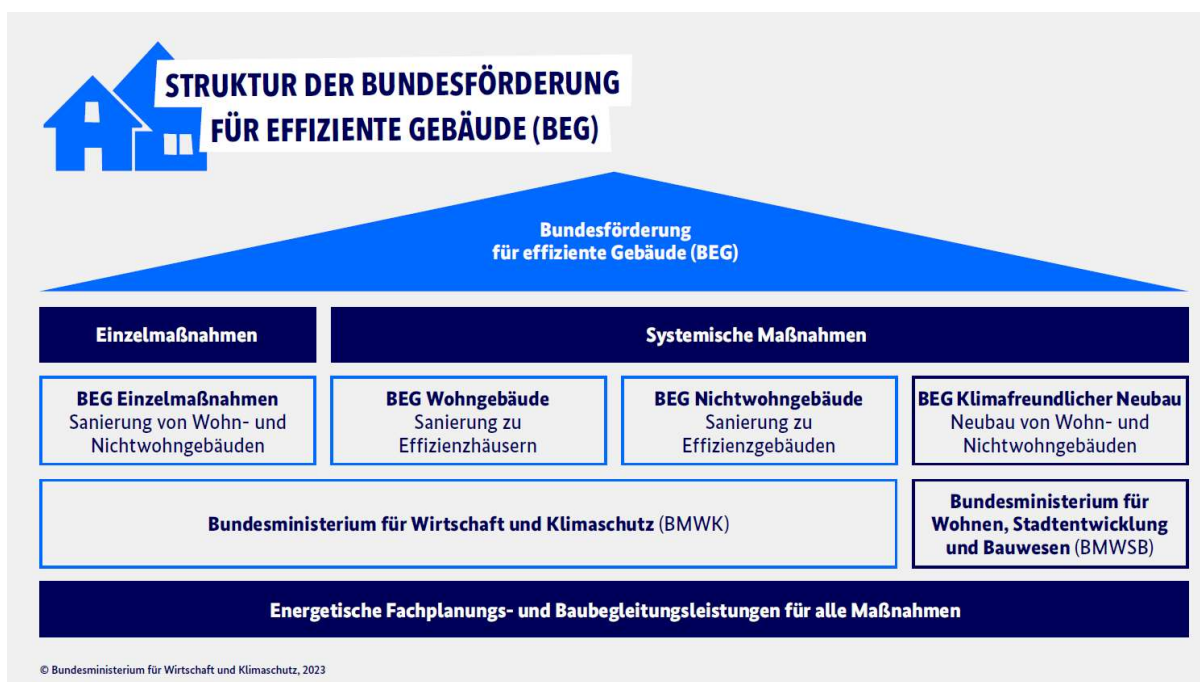 STRUKTUR DER BUNDESFÖRDERUNG
FÜR EFFIZIENTE GEBÄUDE (BEG)
Bundesförderung
für effiziente Gebäude (BEG)
Einzelmaßnahmen
Systemische Maßnahmen
BEG Einzelmaßnahmen
Sanierung von Wohn- und
Nichtwohngebäuden
BEG Wohngebäude
Sanierung zu
Effizienzhäusern
BEG Nichtwohngebäude
Sanierung zu
Effizienzgebäuden
BEG Klimafreundlicher Neubau
Neubau von Wohn- und
Nichtwohngebäuden
Bundesministerium für Wirtschaft und Klimaschutz (BMWK)
Bundesministerium für
Wohnen, Stadtentwicklung
und Bauwesen (BMWSB)
Energetische Fachplanungs- und Baubegleitungsleistungen für alle Maßnahmen
© Bundesministerium für Wirtschaft und Klimaschutz, 2023